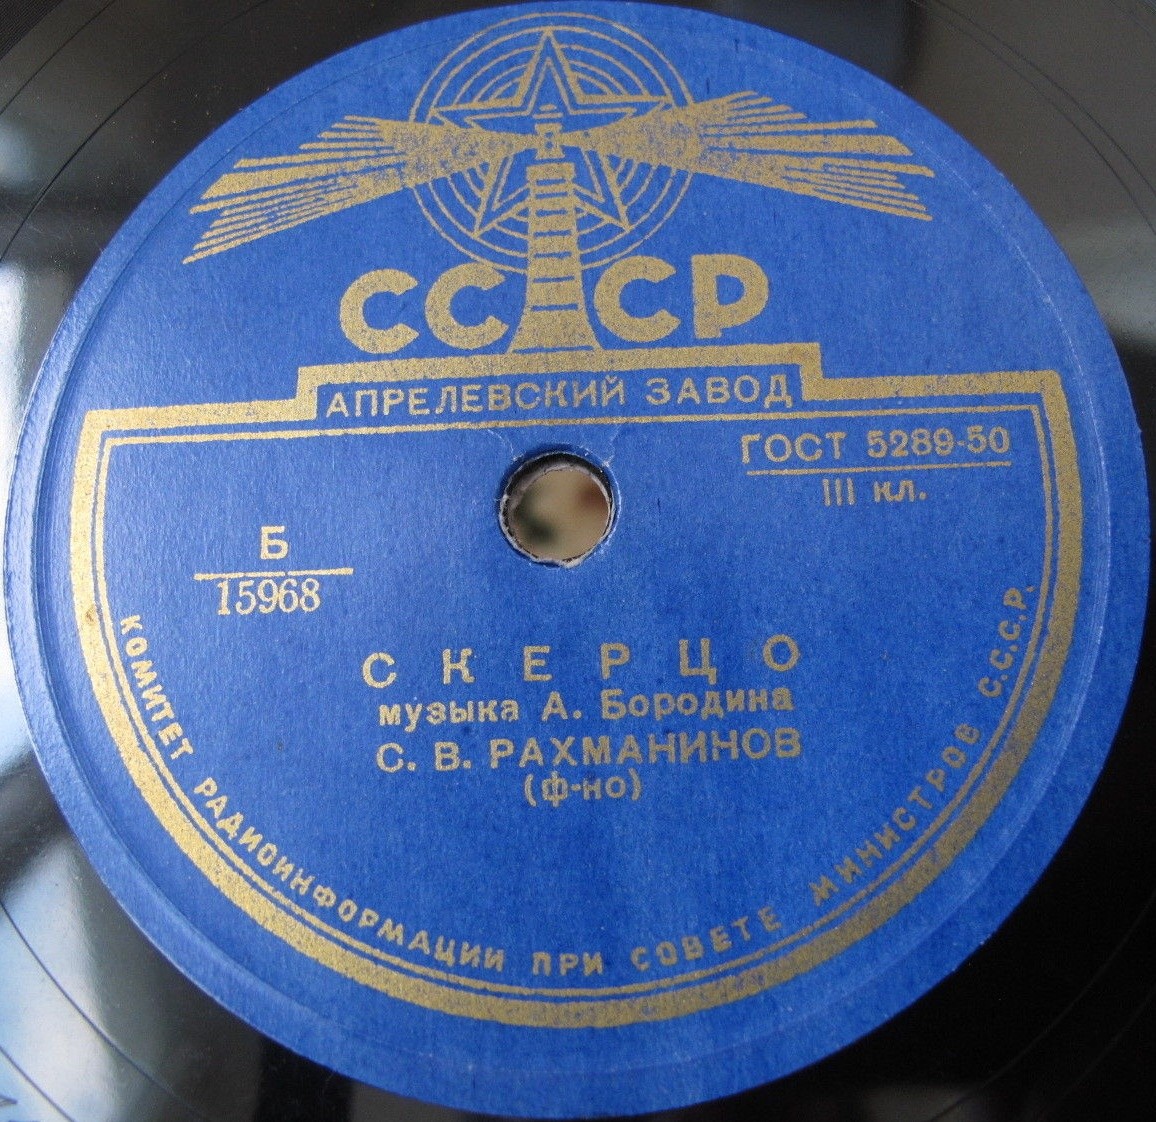 СССР
АПРЕЛЕВСКИЙ ЗАВОД
ГОСТ 5289-50
III кл.
Б
15968
СКЕРЦО
музыка А. Бородина
С. В. РАХМАНИНОВ
(ф-но)
КОМИТЕТ РАДИОИНФОРМАЦИИ ПРИ СОВЕТЕ МИНИСТРОВ С.С.С.Р.